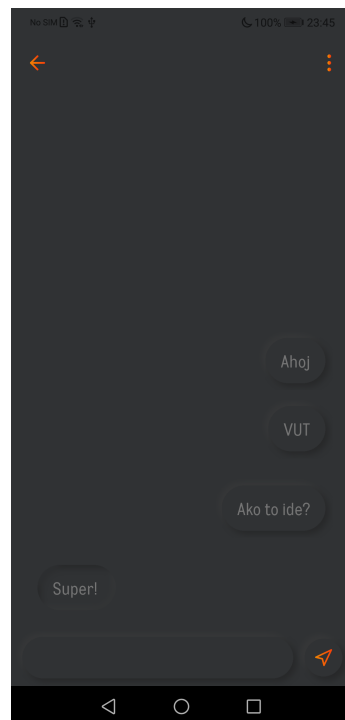 No SIM 100% 23:45
Ahoj
VUT
Ako to ide?
Super!